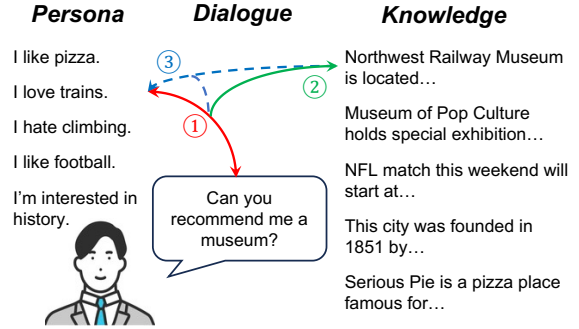 Persona
Dialogue
Knowledge
I like pizza.
I love trains.
I hate climbing.
I like football.
I'm interested in
history.
③
②
①
Can you
recommend me a
museum?
Northwest Railway Museum
is located…
Museum of Pop Culture
holds special exhibition…
NFL match this weekend will
start at…
This city was founded in
1851 by…
Serious Pie is a pizza place
famous for…